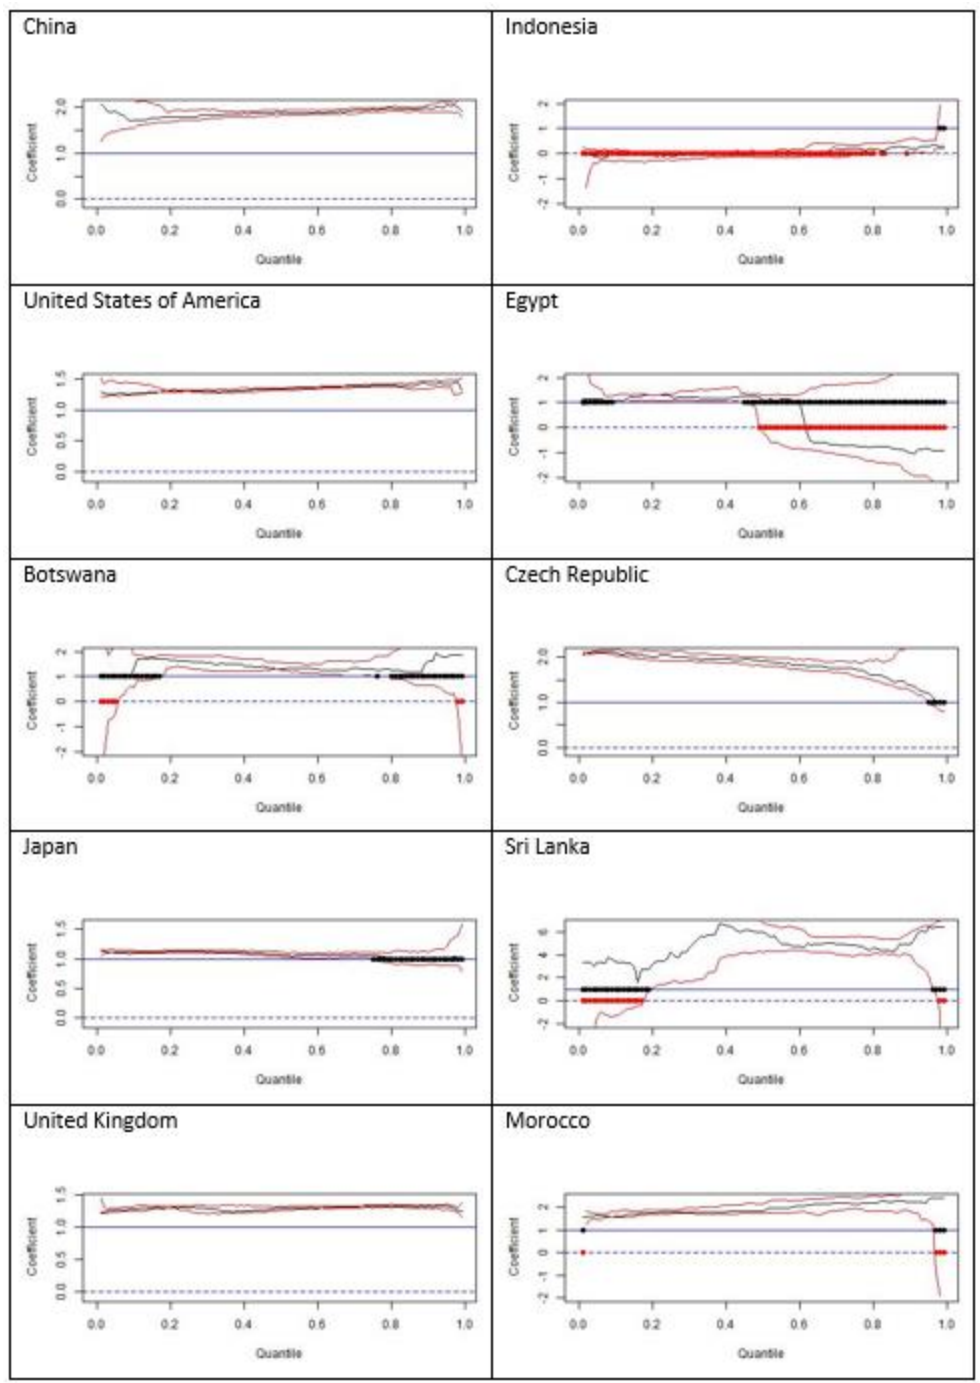 China
Indonesia
Coefficient
0.0 1.0 2.0
0.0 0.2 0.4 0.6 0.8 1.0
Quantile
Coefficient
-2 -1 0 1 2
0.0 0.2 0.4 0.6 0.8 1.0
Quantile
United States of America
Egypt
Coefficient
0.0 0.5 1.0 1.5
0.0 0.2 0.4 0.6 0.8 1.0
Quantile
Coefficient
-2 -1 0 1 2
0.0 0.2 0.4 0.6 0.8 1.0
Quantile
Botswana
Czech Republic
Coefficient
-2 -1 0 1 2
0.0 0.2 0.4 0.6 0.8 1.0
Quantile
Coefficient
0.0 1.0 2.0
0.0 0.2 0.4 0.6 0.8 1.0
Quantile
Japan
Sri Lanka
Coefficient
0.0 0.5 1.0 1.5
0.0 0.2 0.4 0.6 0.8 1.0
Quantile
Coefficient
-2 0 2 4 6
0.0 0.2 0.4 0.6 0.8 1.0
Quantile
United Kingdom
Morocco
Coefficient
0.0 0.5 1.0 1.5
0.0 0.2 0.4 0.6 0.8 1.0
Quantile
Coefficient
-2 -1 0 1 2
0.0 0.2 0.4 0.6 0.8 1.0
Quantile